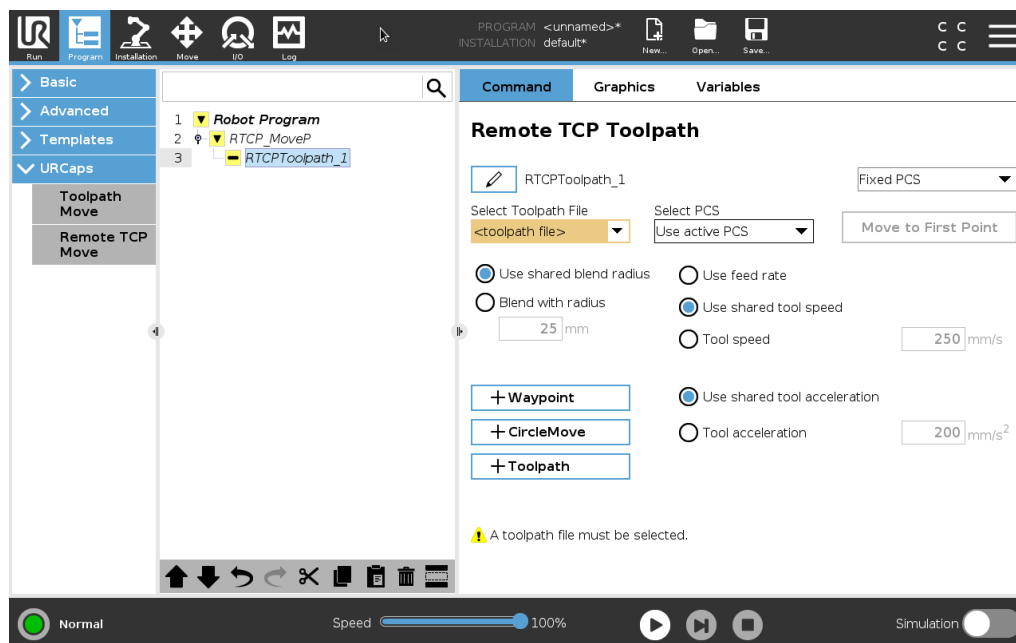 PROGRAM <unnamed>*
INSTALLATION default*
C C
C C
UR
Run
Program
Installation
Move
I/O
Log
New...
Open...
Save...
Basic
Advanced
Templates
URCaps
Toolpath
Move
Remote TCP
Move
1 Robot Program
2 RTCP_MoveP
3 RTCPToolpath_1
Command Graphics Variables
Remote TCP Toolpath
RTCPToolpath_1
Fixed PCS
Select Toolpath File
Select PCS
<toolpath file>
Use active PCS
Move to First Point
Use shared blend radius
Use feed rate
Blend with radius
Use shared tool speed
25 mm
Tool speed
250 mm/s
+ Waypoint
Use shared tool acceleration
+ CircleMove
Tool acceleration
200 mm/s²
+ Toolpath
A toolpath file must be selected.
Normal
Speed
100%
Simulation